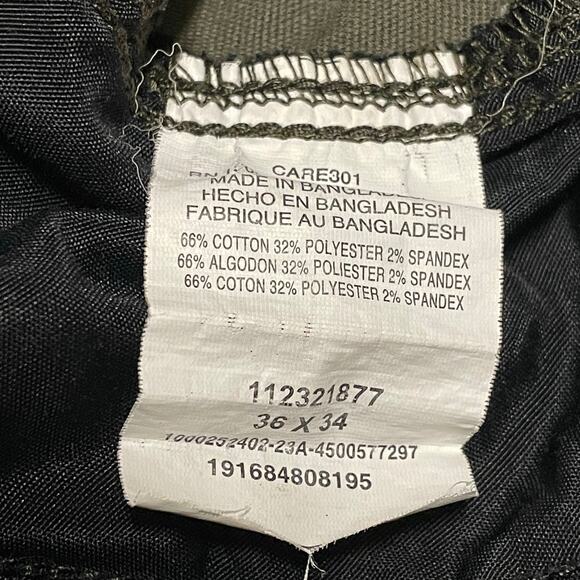 CARE301
MADE IN BANGLADESH
HECHO EN BANGLADESH
FABRIQUE AU BANGLADESH
66% COTTON 32% POLYESTER 2% SPANDEX
66% ALGODON 32% POLIESTER 2% SPANDEX
66% COTON 32% POLYESTER 2% SPANDEX
112321877
36 X 34
1000252402-23A-4500577297
191684808195